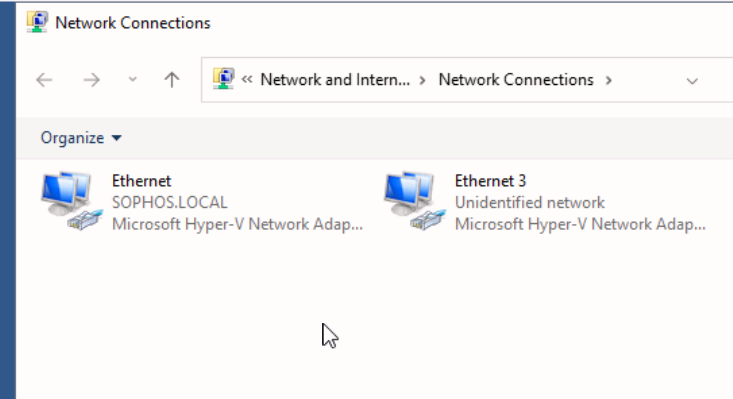 Network Connections
« Network and Intern... > Network Connections >
Organize
Ethernet
SOPHOS.LOCAL
Microsoft Hyper-V Network Adap...
Ethernet 3
Unidentified network
Microsoft Hyper-V Network Adap...